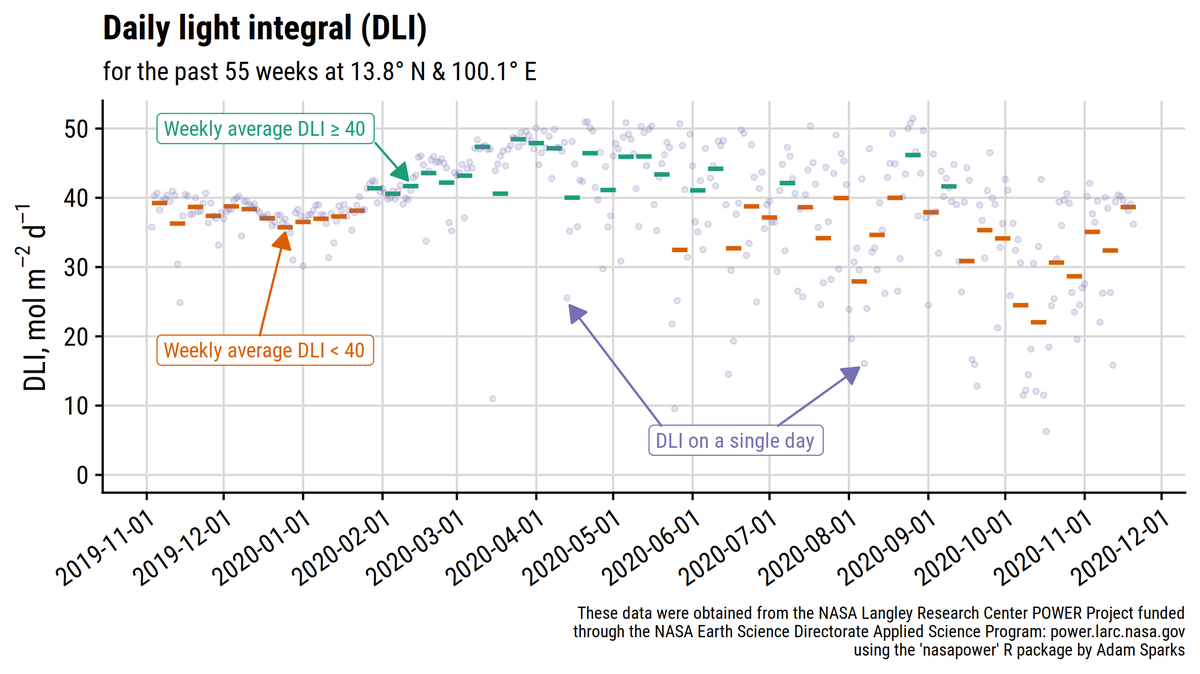 Daily light integral (DLI)
for the past 55 weeks at 13.8° N & 100.1° E
DLI, mol m⁻² d⁻¹
50
40
30
20
10
0
Weekly average DLI ≥ 40
Weekly average DLI < 40
DLI on a single day
2019-11-01
2019-12-01
2020-01-01
2020-02-01
2020-03-01
2020-04-01
2020-05-01
2020-06-01
2020-07-01
2020-08-01
2020-09-01
2020-10-01
2020-11-01
2020-12-01
These data were obtained from the NASA Langley Research Center POWER Project funded
through the NASA Earth Science Directorate Applied Science Program: power.larc.nasa.gov
using the 'nasapower' R package by Adam Sparks